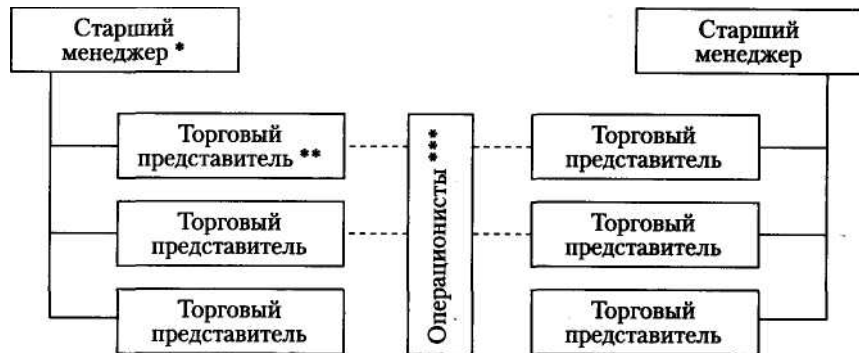 Старший
менеджер *
Старший
менеджер
Торговый
представитель **
Операционисты ***
Торговый
представитель
Торговый
представитель
Торговый
представитель
Торговый
представитель
Торговый
представитель